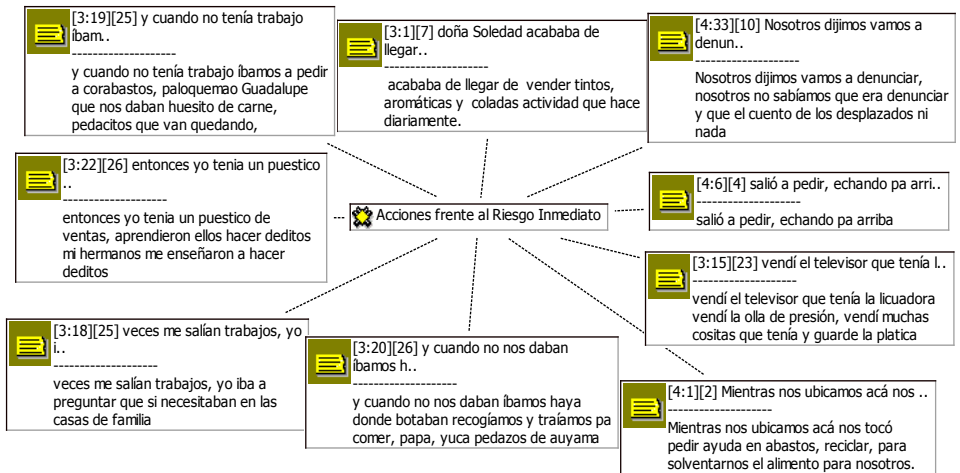 [3:19][25] y cuando no tenía trabajo
íbam..
--------------------
y cuando no tenía trabajo íbamos a pedir
a corabastos, paloquemao Guadalupe
que nos daban huesito de carne,
pedacitos que van quedando,
[3:1][7] doña Soledad acababa de
llegar..
--------------------
acababa de llegar de vender tintos,
aromáticas y coladas actividad que hace
diariamente.
[4:33][10] Nosotros dijimos vamos a
denun..
--------------------
Nosotros dijimos vamos a denunciar,
nosotros no sabíamos que era denunciar
y que el cuento de los desplazados ni
nada
[3:22][26] entonces yo tenia un puestico
..
--------------------
entonces yo tenia un puestico de
ventas, aprendieron ellos hacer deditos
mi hermanos me enseñaron a hacer
deditos
Acciones frente al Riesgo Inmediato
[4:6][4] salió a pedir, echando pa arri..
--------------------
salió a pedir, echando pa arriba
[3:15][23] vendí el televisor que tenía l..
--------------------
vendí el televisor que tenía la licuadora
vendí la olla de presión, vendí muchas
cositas que tenía y guarde la platica
[3:18][25] veces me salían trabajos, yo
i..
--------------------
veces me salían trabajos, yo iba a
preguntar que si necesitaban en las
casas de familia
[3:20][26] y cuando no nos daban
íbamos h..
--------------------
y cuando no nos daban íbamos haya
donde botaban recogíamos y traíamos pa
comer, papa, yuca pedazos de auyama
[4:1][2] Mientras nos ubicamos acá nos ..
--------------------
Mientras nos ubicamos acá nos tocó
pedir ayuda en abastos, reciclar, para
solventarnos el alimento para nosotros.